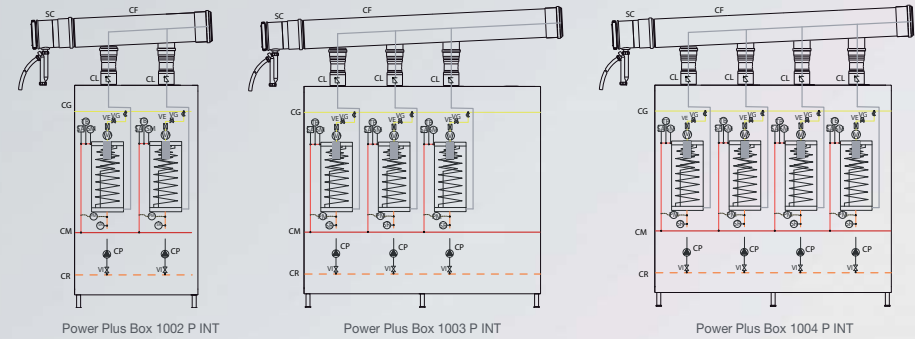 SC CF
CL CL
CG
VE VG VE VG
CM
CP CP
VI VI
CR
Power Plus Box 1002 P INT
SC CF
CL CL CL
CG
VE VG VE VG VE VG
CM
CP CP CP
VI VI VI
CR
Power Plus Box 1003 P INT
SC CF
CL CL CL CL
CG
VE VG VE VG VE VG VE VG
CM
CP CP CP CP
VI VI VI VI
CR
Power Plus Box 1004 P INT